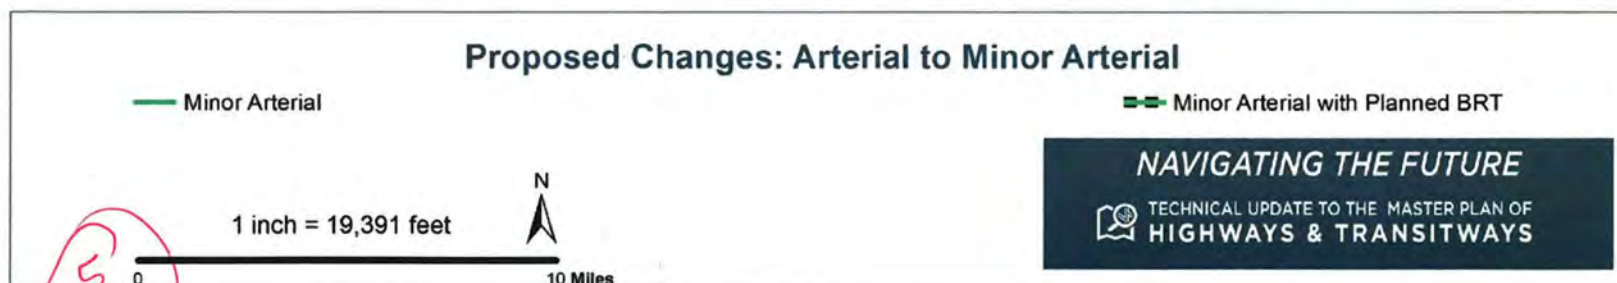 Proposed Changes: Arterial to Minor Arterial
Minor Arterial
Minor Arterial with Planned BRT
NAVIGATING THE FUTURE
TECHNICAL UPDATE TO THE MASTER PLAN OF
HIGHWAYS & TRANSITWAYS
N
1 inch = 19,391 feet
0
10 Miles
5